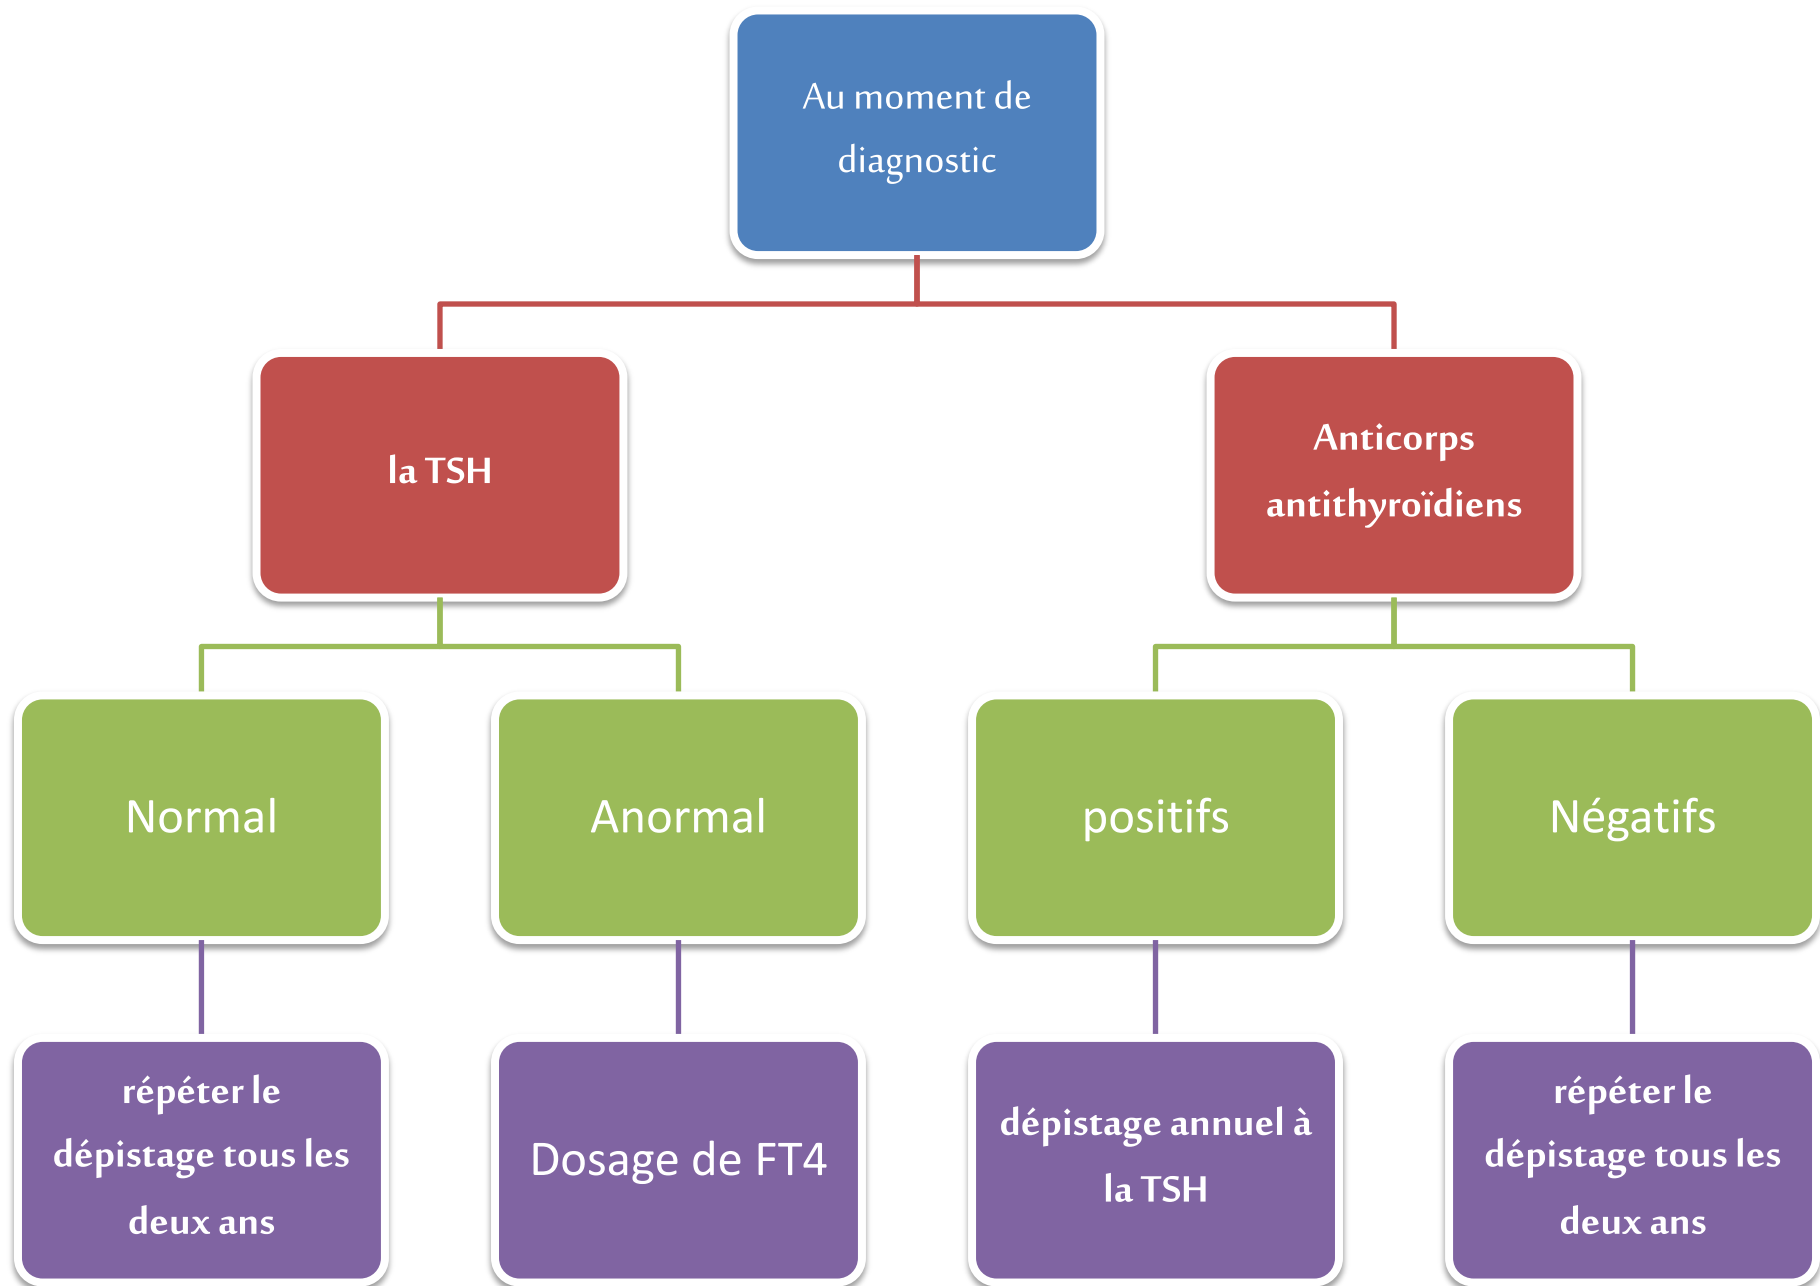 Au moment de
diagnostic
la TSH
Anticorps
antithyroïdiens
Normal
Anormal
positifs
Négatifs
répéter le
dépistage tous les
deux ans
Dosage de FT4
dépistage annuel à
la TSH
répéter le
dépistage tous les
deux ans